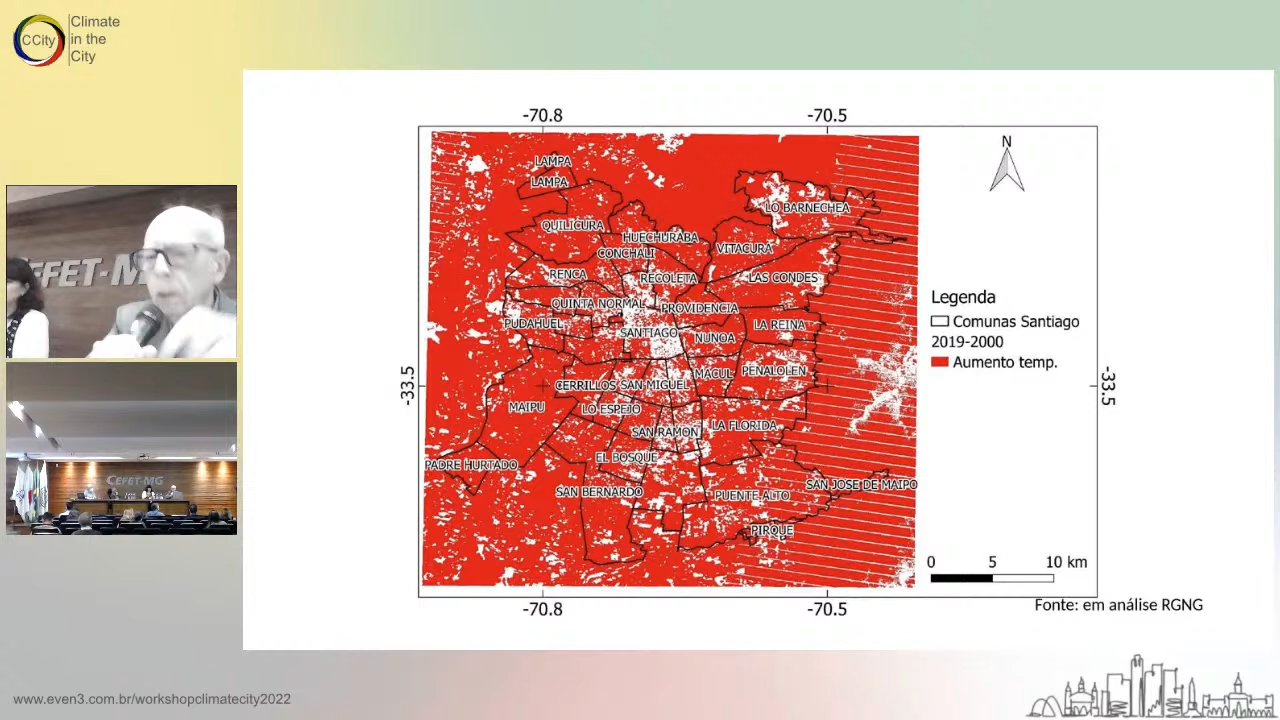 CCity
Climate
in the
City
-70.8 -70.5
LAMPA
LAMPA
LO BARNECHEA
QUILICURA
HUECHURABA
CONCHALI
VITACURA
RENCA
RECOLETA
LAS CONDES
QUINTA NORMAL
PROVIDENCIA
PUDAHUEL
SANTIAGO
NUNOA
LA REINA
MACUL
PENALOLEN
CERRILLOS
SAN MIGUEL
MAIPU
LO ESPEJO
SAN RAMON
LA FLORIDA
PADRE HURTADO
EL BOSQUE
SAN BERNARDO
PUENTE ALTO
SAN JOSE DE MAIPO
PIRQUE
-33.5
-33.5
-70.8 -70.5
N
Legenda
Comunas Santiago
2019-2000
Aumento temp.
0 5 10 km
Fonte: em análise RGNG
EFET-M
CEFET-MG
www.even3.com.br/workshopclimatecity2022